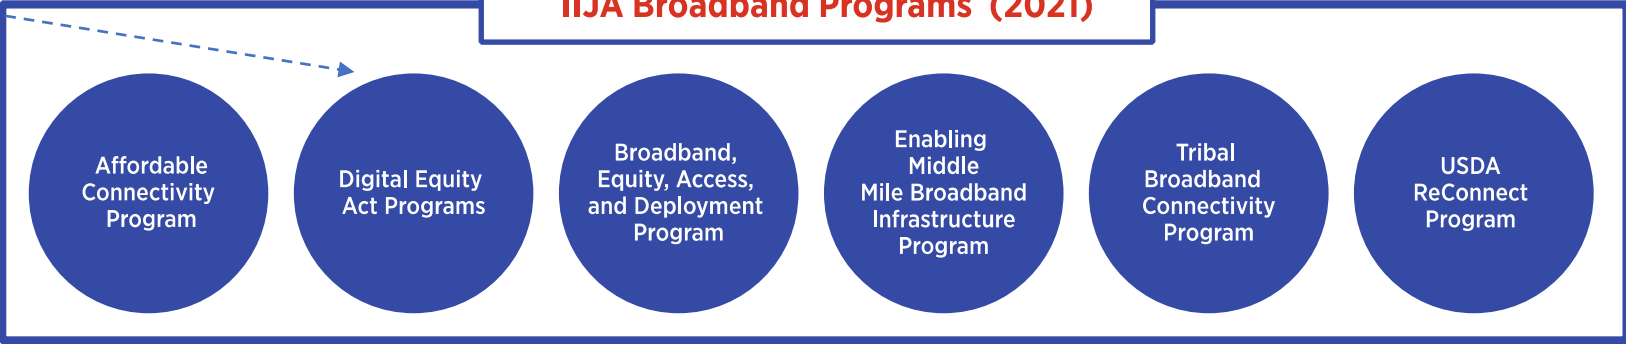 IIJA Broadband Programs (2021)
Affordable
Connectivity
Program
Digital Equity
Act Programs
Broadband,
Equity, Access,
and Deployment
Program
Enabling
Middle
Mile Broadband
Infrastructure
Program
Tribal
Broadband
Connectivity
Program
USDA
ReConnect
Program